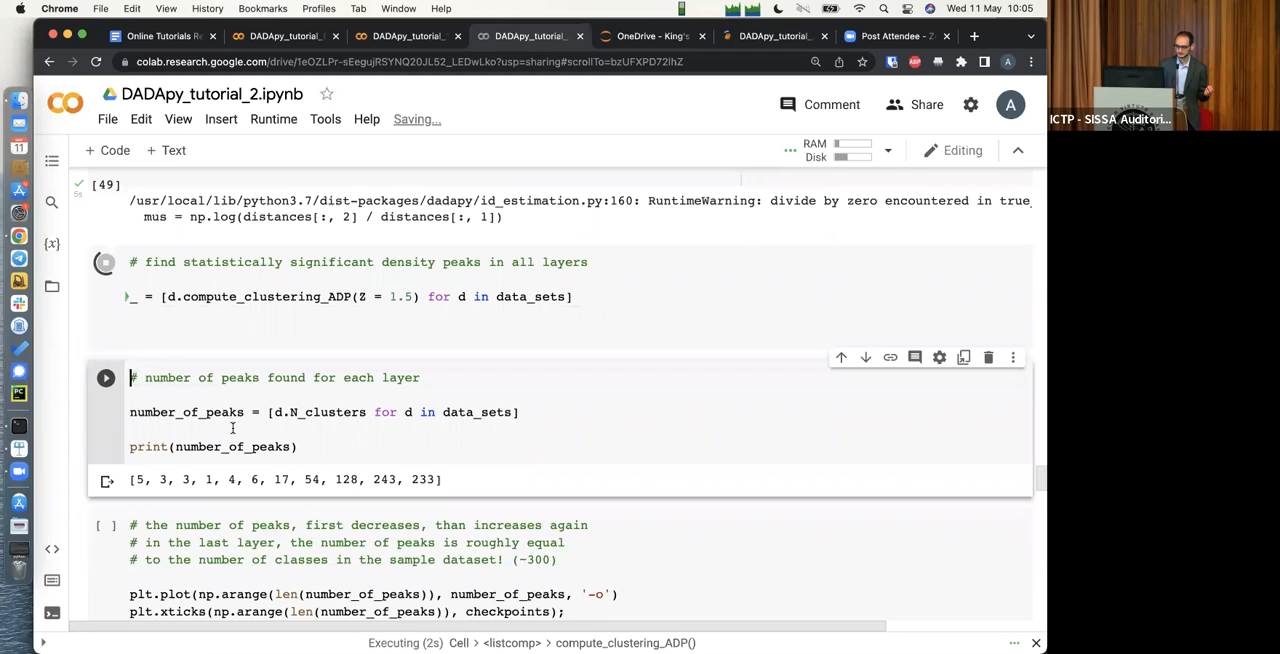 Chrome File Edit View History Bookmarks Profiles Tab Window Help Wed 11 May 10:05
Online Tutorials Re DADApy_tutorial_ DADApy_tutorial_ DADApy_tutorial_ OneDrive - King's DADApy_tutorial_ Post Attendee - Z
colab.research.google.com/drive/1eOZLPr-sEegujRSYNQ20JL52_LEDwLko?usp=sharing#scrollTo=bzUFXPD72lhZ
DADApy_tutorial_2.ipynb
Comment Share A
File Edit View Insert Runtime Tools Help Saving...
+ Code + Text
RAM
Disk
Editing
[49]
5s
/usr/local/lib/python3.7/dist-packages/dadapy/id_estimation.py:160: RuntimeWarning: divide by zero encountered in true_
mus = np.log(distances[:, 2] / distances[:, 1])
# find statistically significant density peaks in all layers
_ = [d.compute_clustering_ADP(Z = 1.5) for d in data_sets]
# number of peaks found for each layer
number_of_peaks = [d.N_clusters for d in data_sets]
print(number_of_peaks)
[5, 3, 3, 1, 4, 6, 17, 54, 128, 243, 233]
[ ] # the number of peaks, first decreases, than increases again
# in the last layer, the number of peaks is roughly equal
# to the number of classes in the sample dataset! (~300)
plt.plot(np.arange(len(number_of_peaks)), number_of_peaks, '-o')
plt.xticks(np.arange(len(number_of_peaks)), checkpoints);
Executing (2s) Cell > <listcomp> > compute_clustering_ADP()
ICTP - SISSA Auditori...